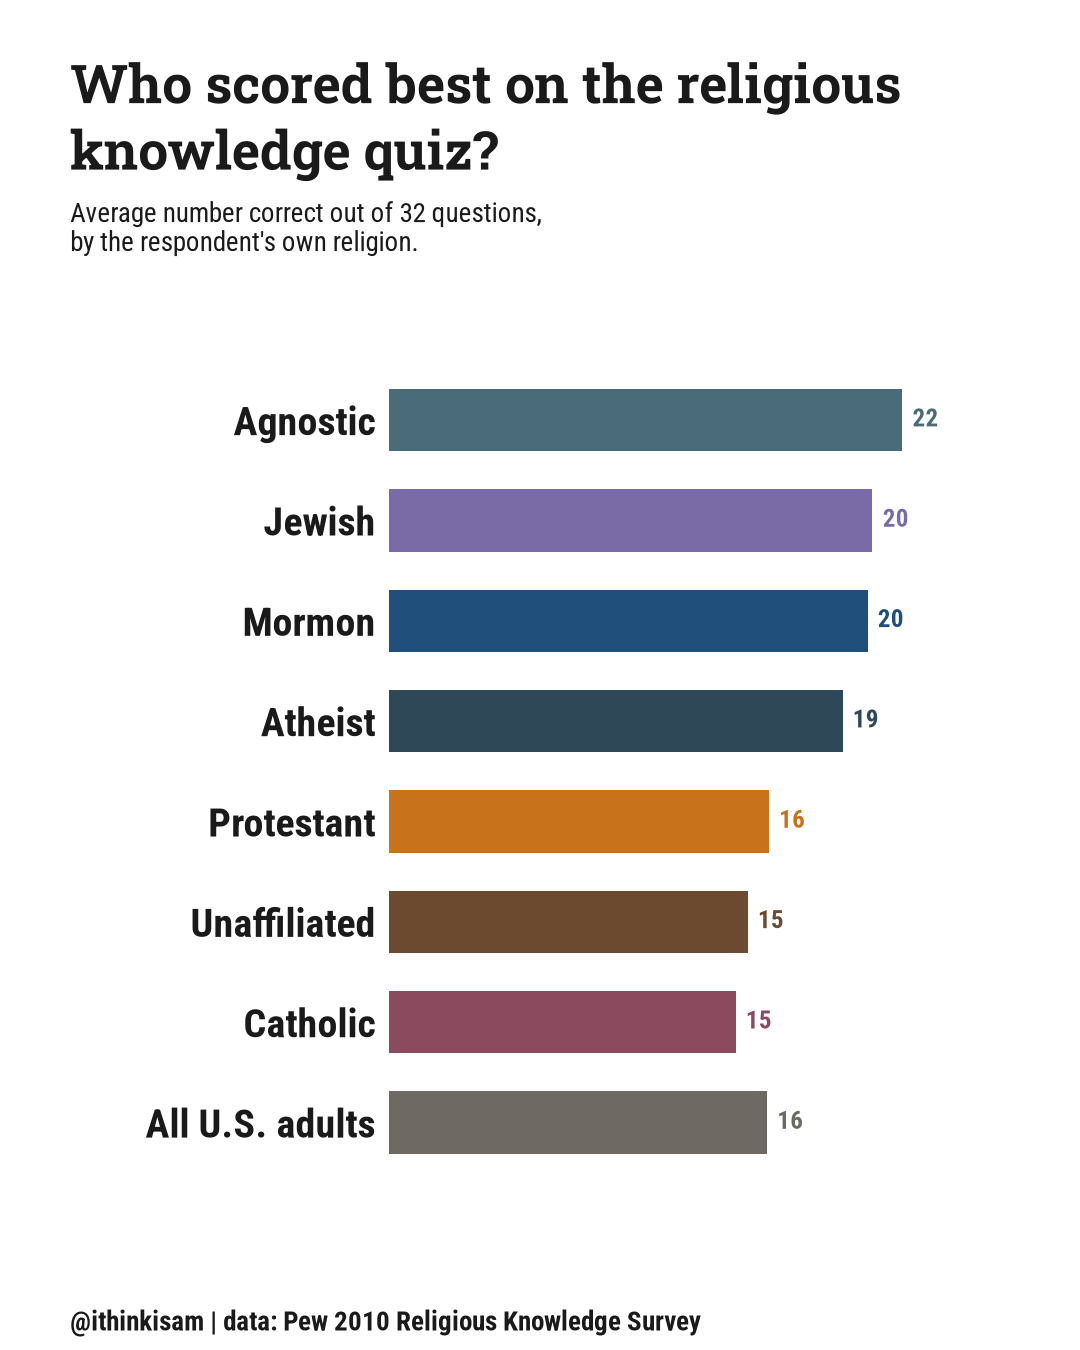 Who scored best on the religious
knowledge quiz?
Average number correct out of 32 questions,
by the respondent's own religion.
Agnostic 22
Jewish 20
Mormon 20
Atheist 19
Protestant 16
Unaffiliated 15
Catholic 15
All U.S. adults 16
@ithinkisam | data: Pew 2010 Religious Knowledge Survey